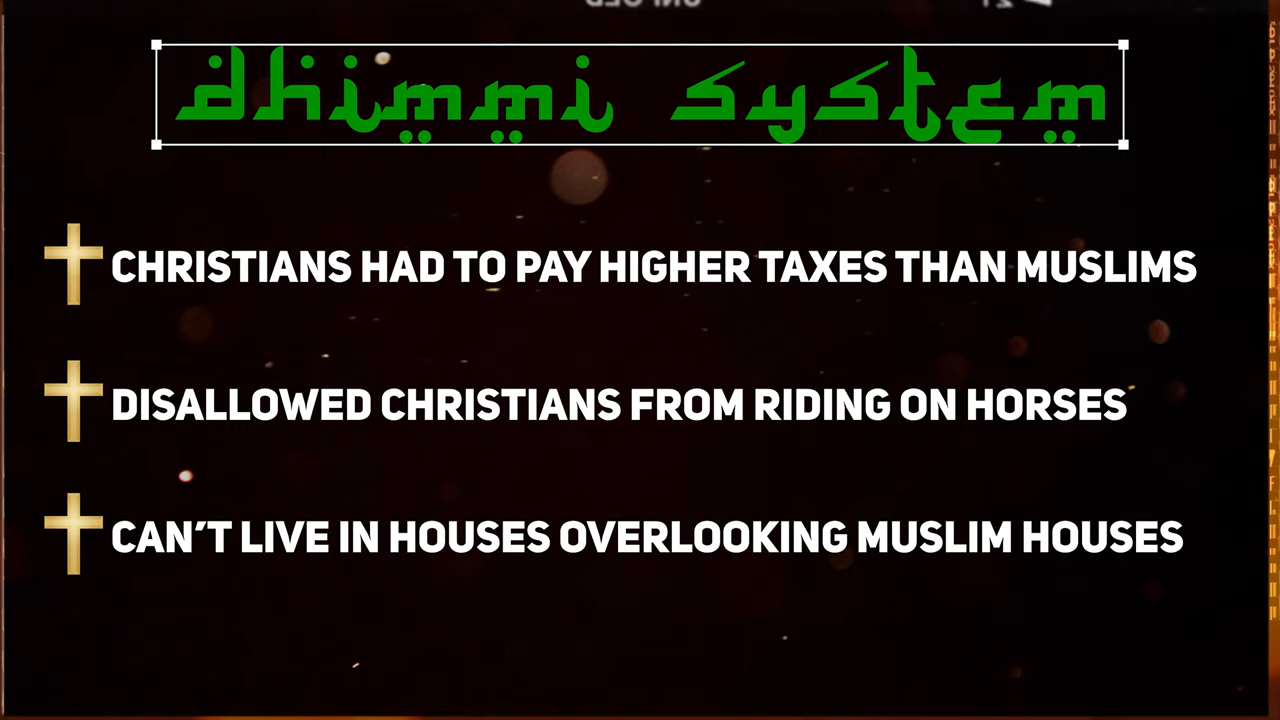 dhimmi system
CHRISTIANS HAD TO PAY HIGHER TAXES THAN MUSLIMS
DISALLOWED CHRISTIANS FROM RIDING ON HORSES
CAN'T LIVE IN HOUSES OVERLOOKING MUSLIM HOUSES